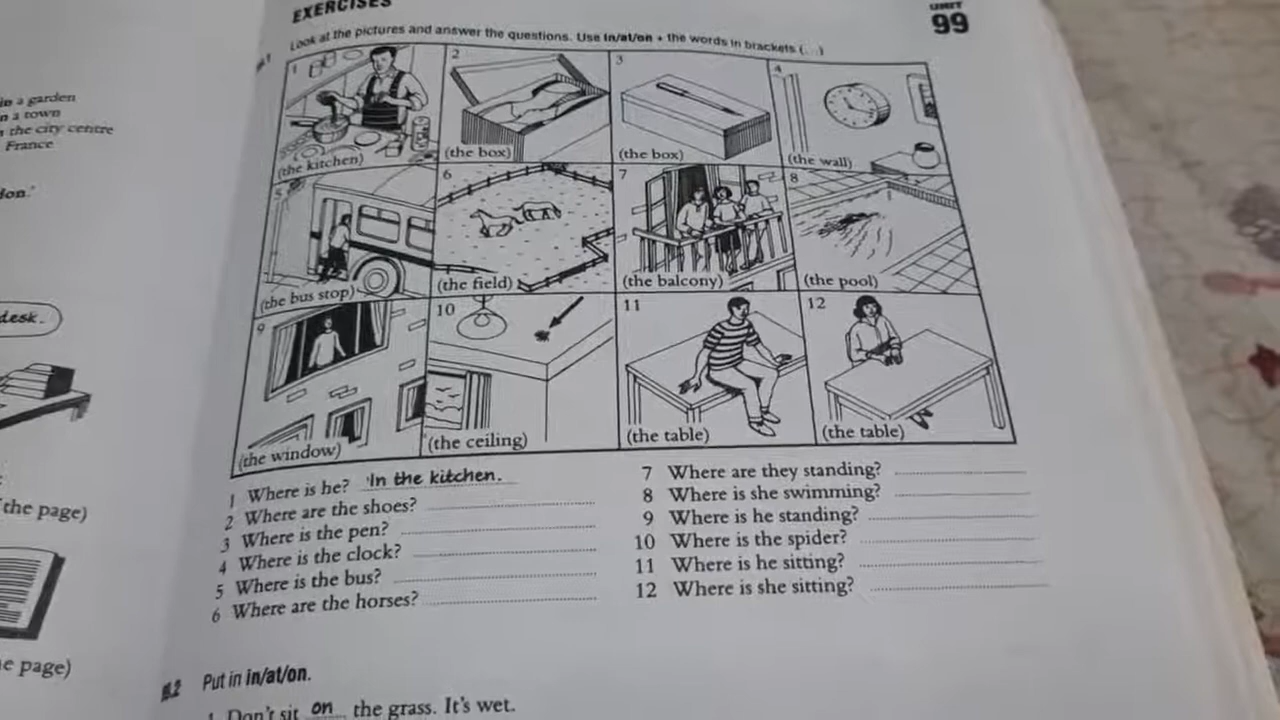 EXERCISES
UNIT
99
Look at the pictures and answer the questions. Use in/at/on + the words in brackets (...)
in a garden
a town
the city centre
France
desk.
the page)
page)
1
(the kitchen)
2
(the box)
3
(the box)
4
(the wall)
5
(the bus stop)
6
(the field)
7
(the balcony)
8
(the pool)
9
(the window)
10
(the ceiling)
11
(the table)
12
(the table)
1 Where is he? In the kitchen.
2 Where are the shoes?
3 Where is the pen?
4 Where is the clock?
5 Where is the bus?
6 Where are the horses?
7 Where are they standing?
8 Where is she swimming?
9 Where is he standing?
10 Where is the spider?
11 Where is he sitting?
12 Where is she sitting?
Put in in/at/on.
1 Don't sit on the grass. It's wet.